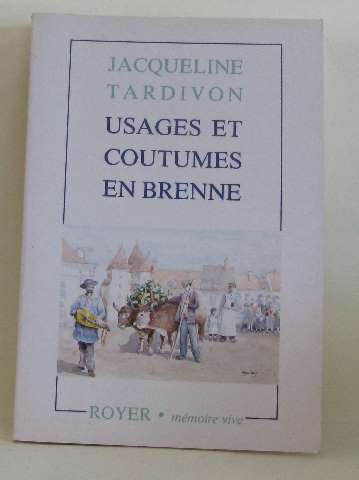 JACQUELINE
TARDIVON
USAGES ET
COUTUMES
EN BRENNE
ROYER • mémoire vive